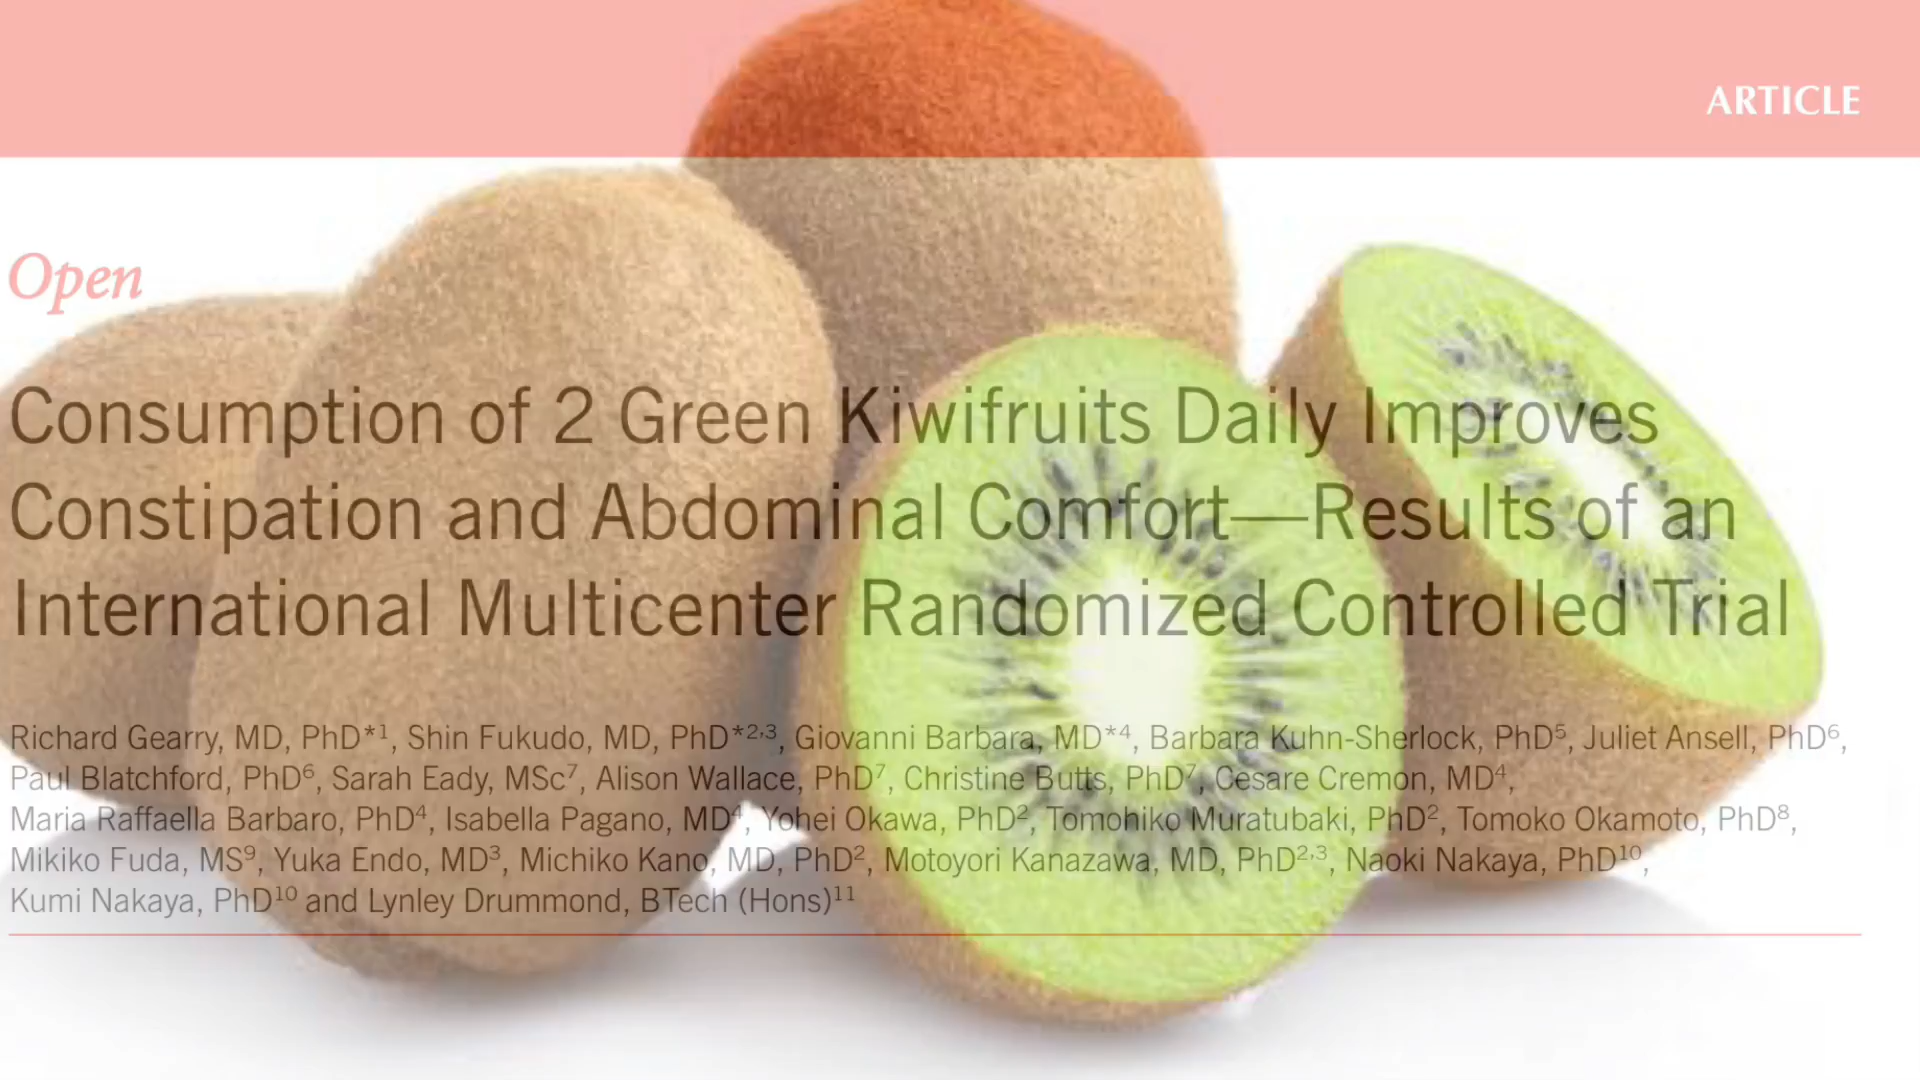 ARTICLE
Open
Consumption of 2 Green Kiwifruits Daily Improves
Constipation and Abdominal Comfort—Results of an
International Multicenter Randomized Controlled Trial
Richard Gearry, MD, PhD*¹, Shin Fukudo, MD, PhD*²,³, Giovanni Barbara, MD*⁴, Barbara Kuhn-Sherlock, PhD⁵, Juliet Ansell, PhD⁶,
Paul Blatchford, PhD⁶, Sarah Eady, MSc⁷, Alison Wallace, PhD⁷, Christine Butts, PhD⁷, Cesare Cremon, MD⁴,
Maria Raffaella Barbaro, PhD⁴, Isabella Pagano, MD⁴, Yohei Okawa, PhD², Tomohiko Muratubaki, PhD², Tomoko Okamoto, PhD⁸,
Mikiko Fuda, MS⁹, Yuka Endo, MD³, Michiko Kano, MD, PhD², Motoyori Kanazawa, MD, PhD²,³, Naoki Nakaya, PhD¹⁰,
Kumi Nakaya, PhD¹⁰ and Lynley Drummond, BTech (Hons)¹¹